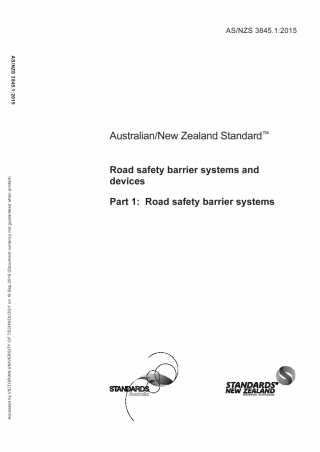 AS/NZS 3845.1:2015
AS/NZS 3845.1:2015
Australian/New Zealand Standard™
Road safety barrier systems and
devices
Part 1: Road safety barrier systems
Accessed by VICTORIAN UNIVERSITY OF TECHNOLOGY on 16 Sep 2015 (Document currency not guaranteed when printed)
STANDARDS
Australia
STANDARDS
NEW ZEALAND